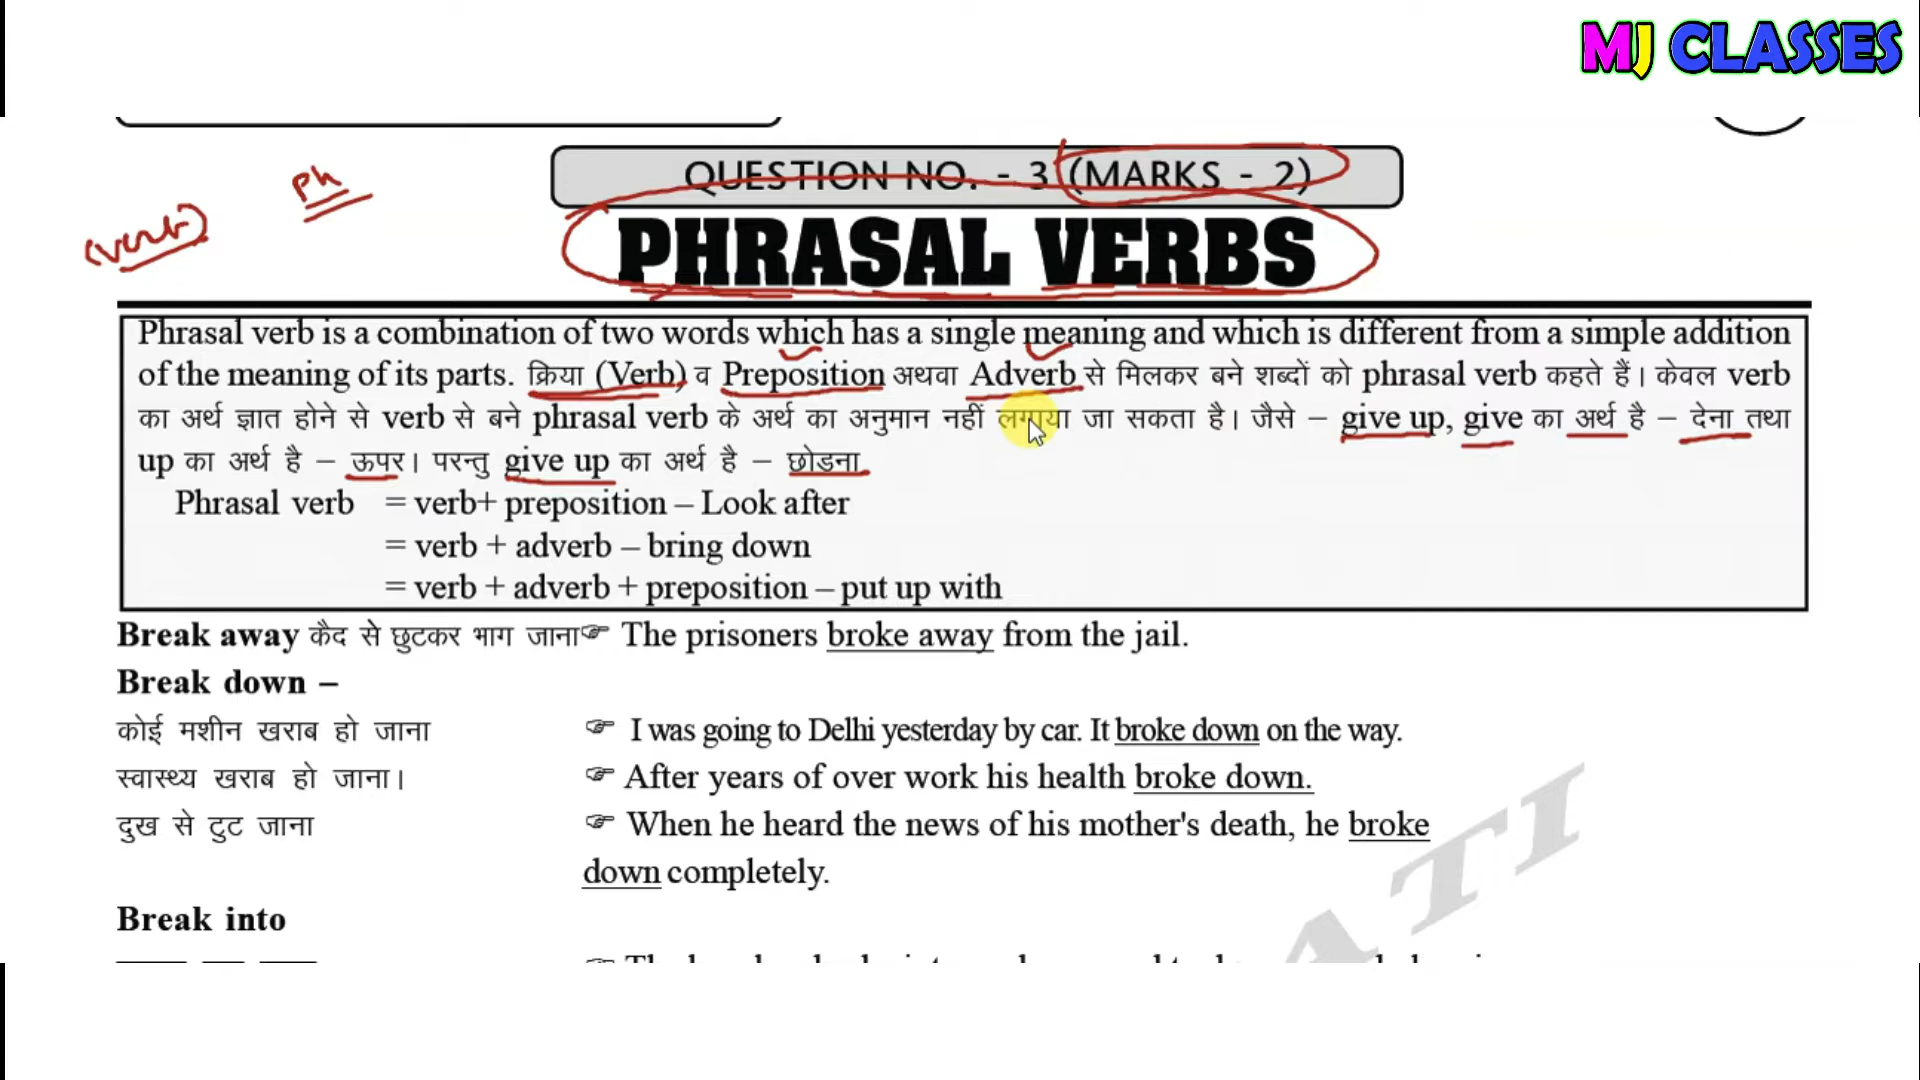 MJ CLASSES
QUESTION NO. - 3 (MARKS - 2)
Ph
(verb)
PHRASAL VERBS
Phrasal verb is a combination of two words which has a single meaning and which is different from a simple addition
of the meaning of its parts. क्रिया (Verb) व Preposition अथवा Adverb से मिलकर बने शब्दों को phrasal verb कहते हैं। केवल verb
का अर्थ ज्ञात होने से verb से बने phrasal verb के अर्थ का अनुमान नहीं लगाया जा सकता है। जैसे – give up, give का अर्थ है – देना तथा
up का अर्थ है – ऊपर। परन्तु give up का अर्थ है – छोड़ना
Phrasal verb = verb+ preposition – Look after
= verb + adverb – bring down
= verb + adverb + preposition – put up with
Break away कैद से छुटकर भाग जाना☞ The prisoners broke away from the jail.
Break down –
कोई मशीन खराब हो जाना ☞ I was going to Delhi yesterday by car. It broke down on the way.
स्वास्थ्य खराब हो जाना। ☞ After years of over work his health broke down.
दुख से टुट जाना ☞ When he heard the news of his mother's death, he broke
down completely.
Break into
ATI